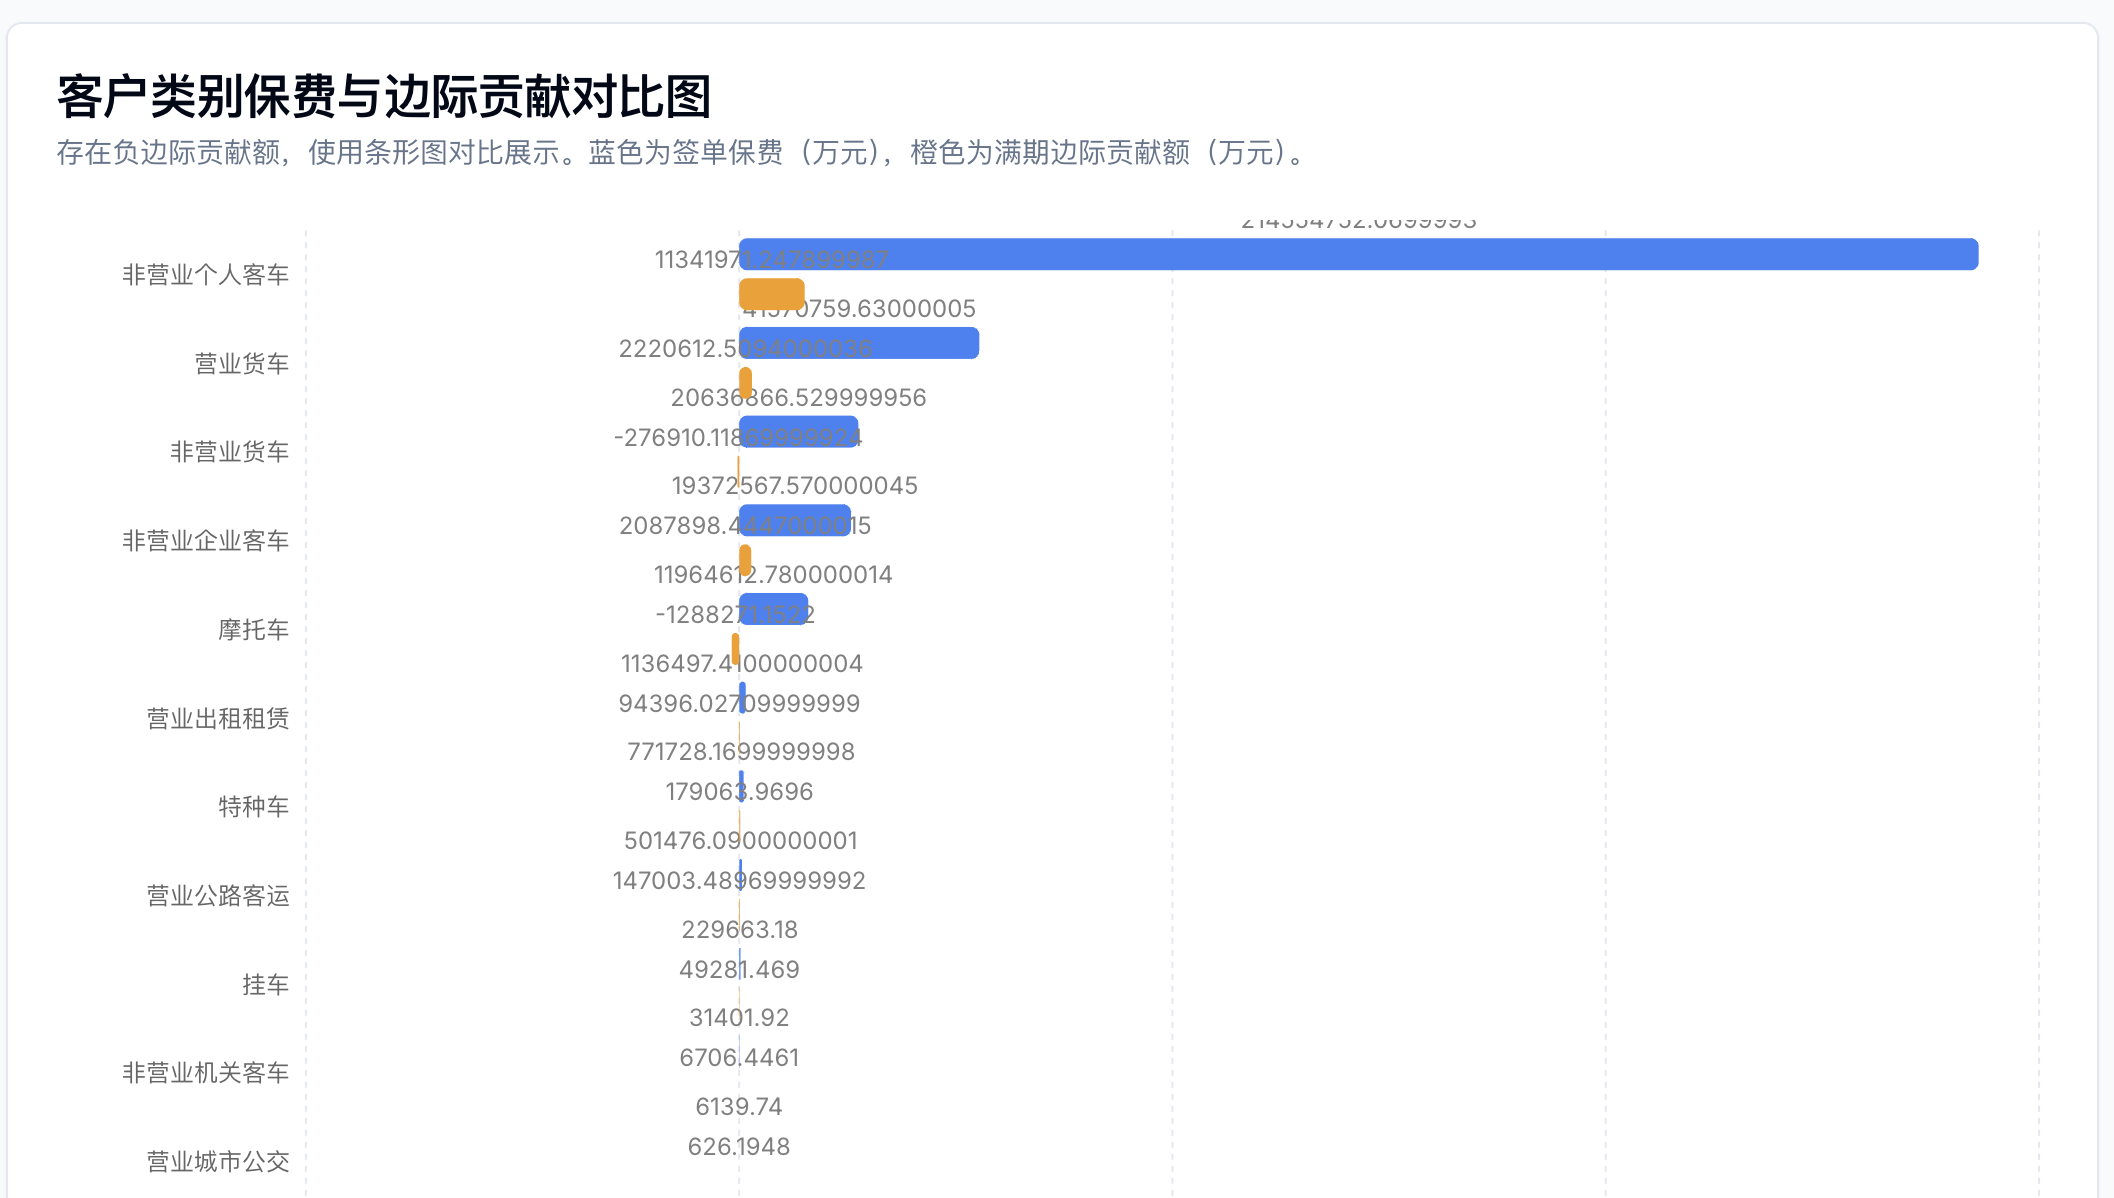 客户类别保费与边际贡献对比图
存在负边际贡献额，使用条形图对比展示。蓝色为签单保费（万元），橙色为满期边际贡献额（万元）。
非营业个人客车
11341971.247899987
41570759.63000005
营业货车
2220612.5094000036
20636866.529999956
非营业货车
-276910.11869999924
19372567.570000045
非营业企业客车
2087898.4447000015
11964612.780000014
摩托车
-1288271.1522
1136497.4100000004
营业出租租赁
94396.02709999999
771728.1699999998
特种车
179063.9696
501476.0900000001
营业公路客运
147003.48969999992
229663.18
挂车
49281.469
31401.92
非营业机关客车
6706.4461
6139.74
营业城市公交
626.1948